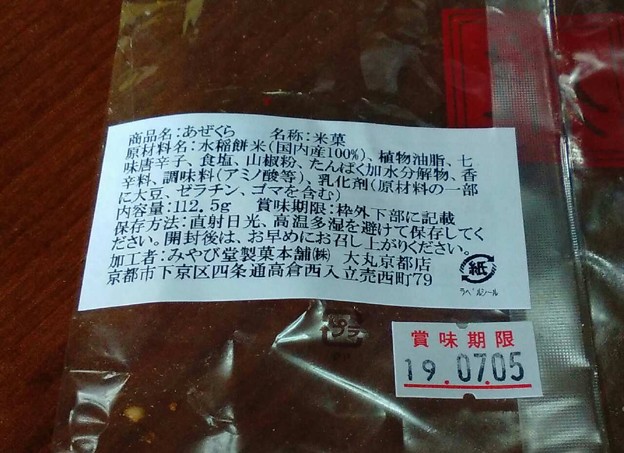 商品名：あぜくら　　名称：米菓
原材料名：水稲餅米(国内産100%)、植物油脂、七
味唐辛子、食塩、山椒粉、たんぱく加水分解物、香
辛料、調味料(アミノ酸等)、乳化剤(原材料の一部
に大豆、ゼラチン、ゴマを含む)
内容量：112.5g　賞味期限：枠外下部に記載
保存方法：直射日光、高温多湿を避けて保存してく
ださい。開封後は、お早めにお召し上がりください。
加工者：みやび堂製菓本舗㈱　大丸京都店
京都市下京区四条通高倉西入立売西町79
紙
ラベルシール
プラ
賞味期限
19.07.05